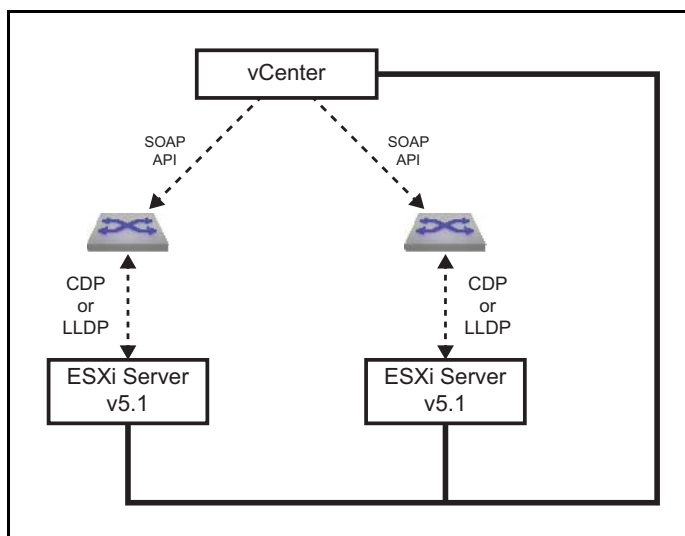 vCenter
SOAP
API
SOAP
API
CDP
or
LLDP
CDP
or
LLDP
ESXi Server
v5.1
ESXi Server
v5.1